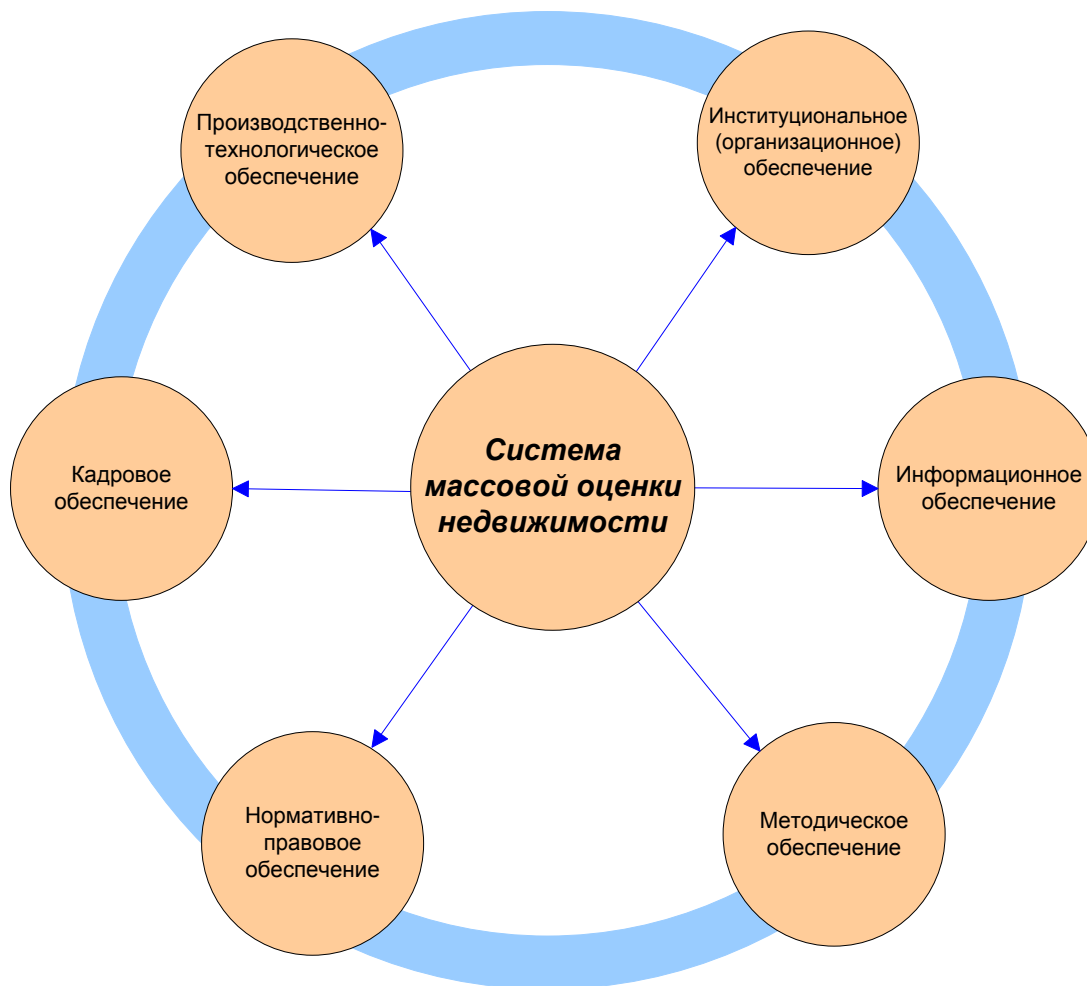 Производственно-
технологическое
обеспечение
Институциональное
(организационное)
обеспечение
Кадровое
обеспечение
Система
массовой оценки
недвижимости
Информационное
обеспечение
Нормативно-
правовое
обеспечение
Методическое
обеспечение